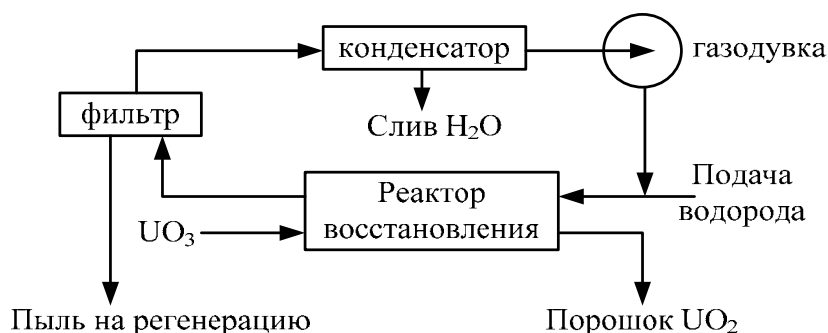 конденсатор
газодувка
фильтр
Слив H₂O
Реактор
восстановления
Подача
водорода
UO₃
Пыль на регенерацию
Порошок UO₂